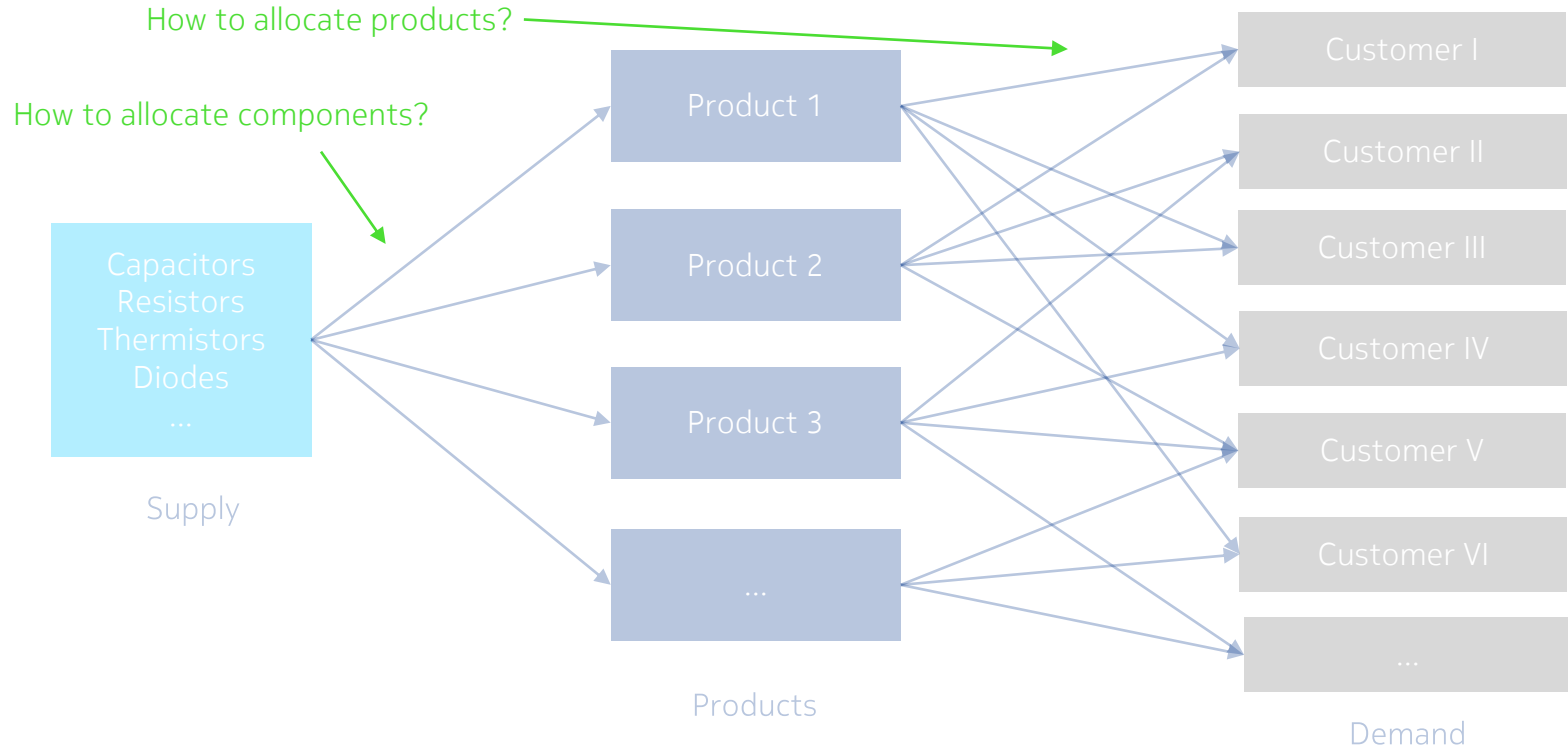 How to allocate products?
How to allocate components?
Capacitors
Resistors
Thermistors
Diodes
...
Supply
Product 1
Product 2
Product 3
...
Products
Customer I
Customer II
Customer III
Customer IV
Customer V
Customer VI
...
Demand